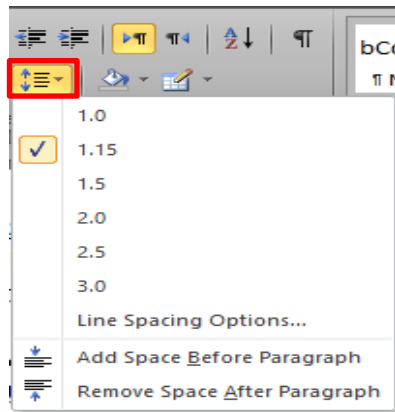 bCc
¶ N
1.0
1.15
1.5
2.0
2.5
3.0
Line Spacing Options...
Add Space Before Paragraph
Remove Space After Paragraph